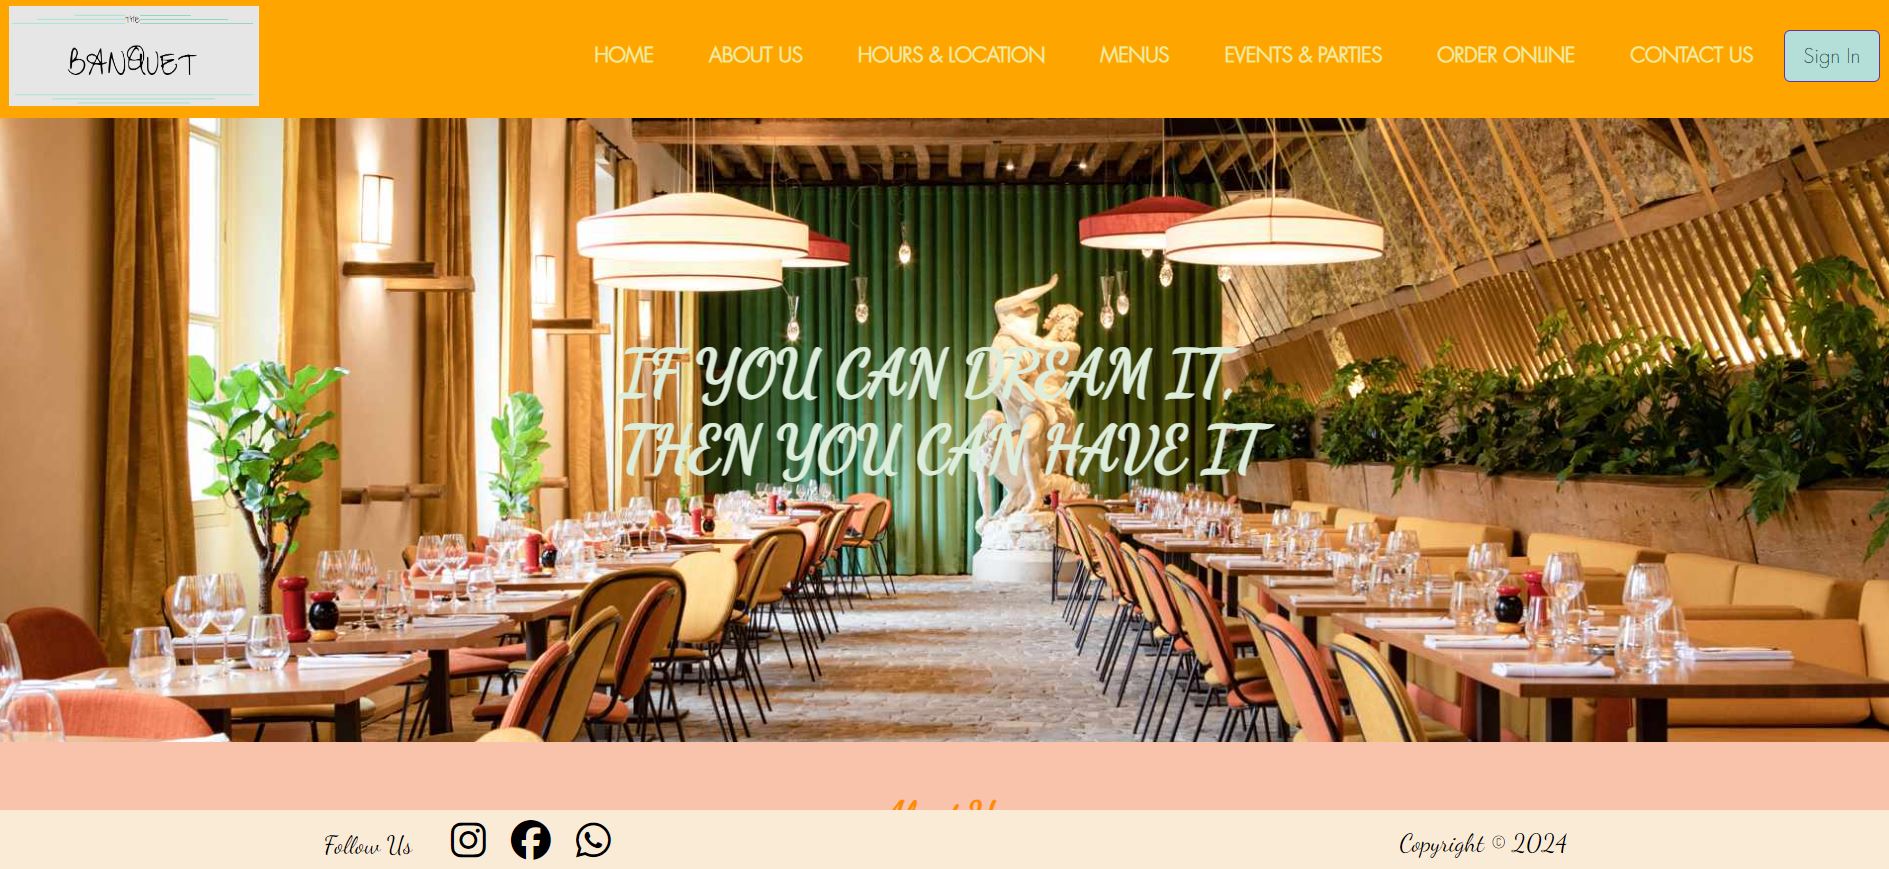 THE
BANQUET
HOME
ABOUT US
HOURS & LOCATION
MENUS
EVENTS & PARTIES
ORDER ONLINE
CONTACT US
Sign In
IF YOU CAN DREAM IT,
THEN YOU CAN HAVE IT
Follow Us
Copyright © 2024